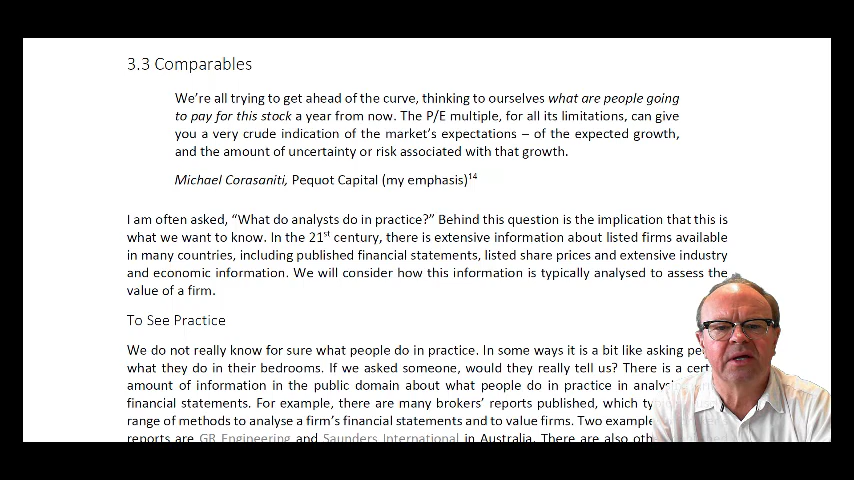 3.3 Comparables
We're all trying to get ahead of the curve, thinking to ourselves what are people going
to pay for this stock a year from now. The P/E multiple, for all its limitations, can give
you a very crude indication of the market's expectations – of the expected growth,
and the amount of uncertainty or risk associated with that growth.
Michael Corasaniti, Pequot Capital (my emphasis)14
I am often asked, "What do analysts do in practice?" Behind this question is the implication that this is
what we want to know. In the 21st century, there is extensive information about listed firms available
in many countries, including published financial statements, listed share prices and extensive industry
and economic information. We will consider how this information is typically analysed to assess the
value of a firm.
To See Practice
We do not really know for sure what people do in practice. In some ways it is a bit like asking
what they do in their bedrooms. If we asked someone, would they really tell us? There is a
amount of information in the public domain about what people do in practice in
financial statements. For example, there are many brokers' reports published, which
range of methods to analyse a firm's financial statements and to value firms. Two
reports are GR Engineering and Saunders International in Australia. There are also